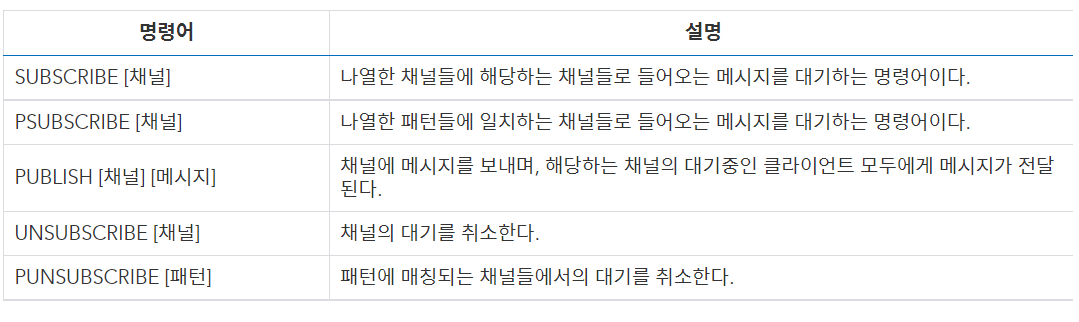 명령어 설명
SUBSCRIBE [채널] 나열한 채널들에 해당하는 채널들로 들어오는 메시지를 대기하는 명령어이다.
PSUBSCRIBE [채널] 나열한 패턴들에 일치하는 채널들로 들어오는 메시지를 대기하는 명령어이다.
PUBLISH [채널] [메시지] 채널에 메시지를 보내며, 해당하는 채널의 대기중인 클라이언트 모두에게 메시지가 전달
된다.
UNSUBSCRIBE [채널] 채널의 대기를 취소한다.
PUNSUBSCRIBE [패턴] 패턴에 매칭되는 채널들에서의 대기를 취소한다.